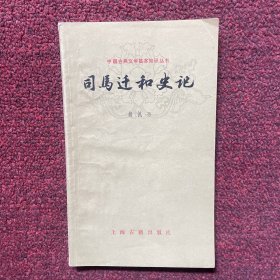 中国古典文学基本知识丛书
司馬迁和史记
上海古籍出版社